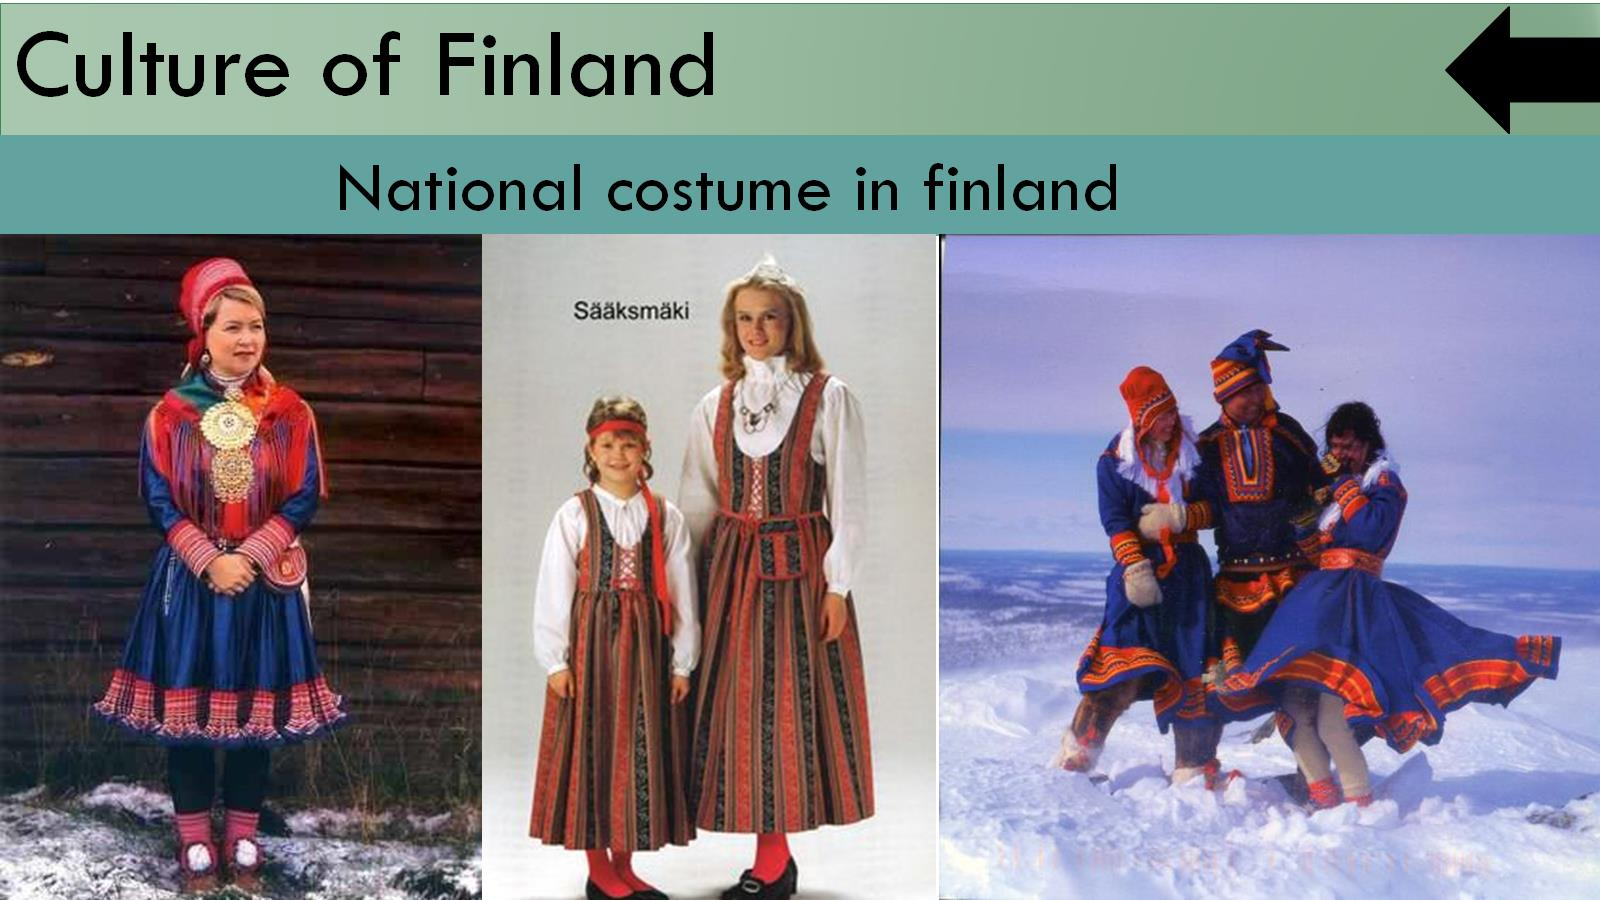 Culture of Finland
National costume in finland
Sääksmäki